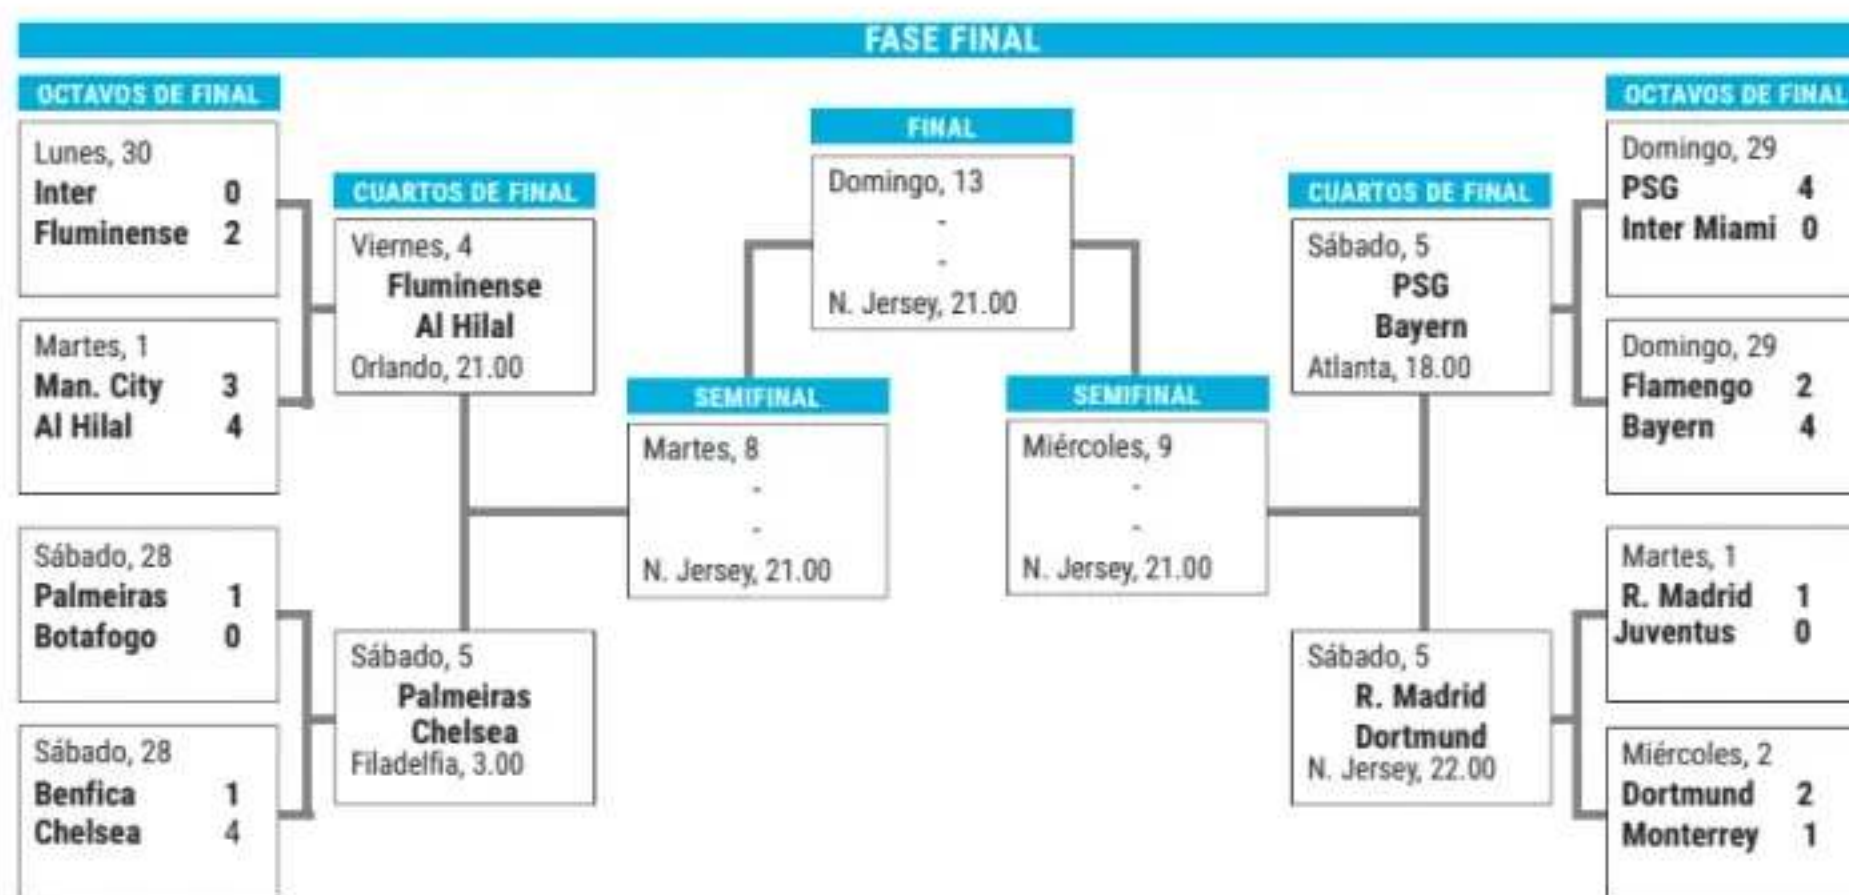 FASE FINAL
OCTAVOS DE FINAL
Lunes, 30
Inter 0
Fluminense 2
Martes, 1
Man. City 3
Al Hilal 4
Sábado, 28
Palmeiras 1
Botafogo 0
Sábado, 28
Benfica 1
Chelsea 4
CUARTOS DE FINAL
Viernes, 4
Fluminense
Al Hilal
Orlando, 21.00
Sábado, 5
Palmeiras
Chelsea
Filadelfia, 3.00
SEMIFINAL
Martes, 8
-
-
N. Jersey, 21.00
FINAL
Domingo, 13
-
-
N. Jersey, 21.00
SEMIFINAL
Miércoles, 9
-
-
N. Jersey, 21.00
CUARTOS DE FINAL
Sábado, 5
PSG
Bayern
Atlanta, 18.00
Sábado, 5
R. Madrid
Dortmund
N. Jersey, 22.00
OCTAVOS DE FINAL
Domingo, 29
PSG 4
Inter Miami 0
Domingo, 29
Flamengo 2
Bayern 4
Martes, 1
R. Madrid 1
Juventus 0
Miércoles, 2
Dortmund 2
Monterrey 1